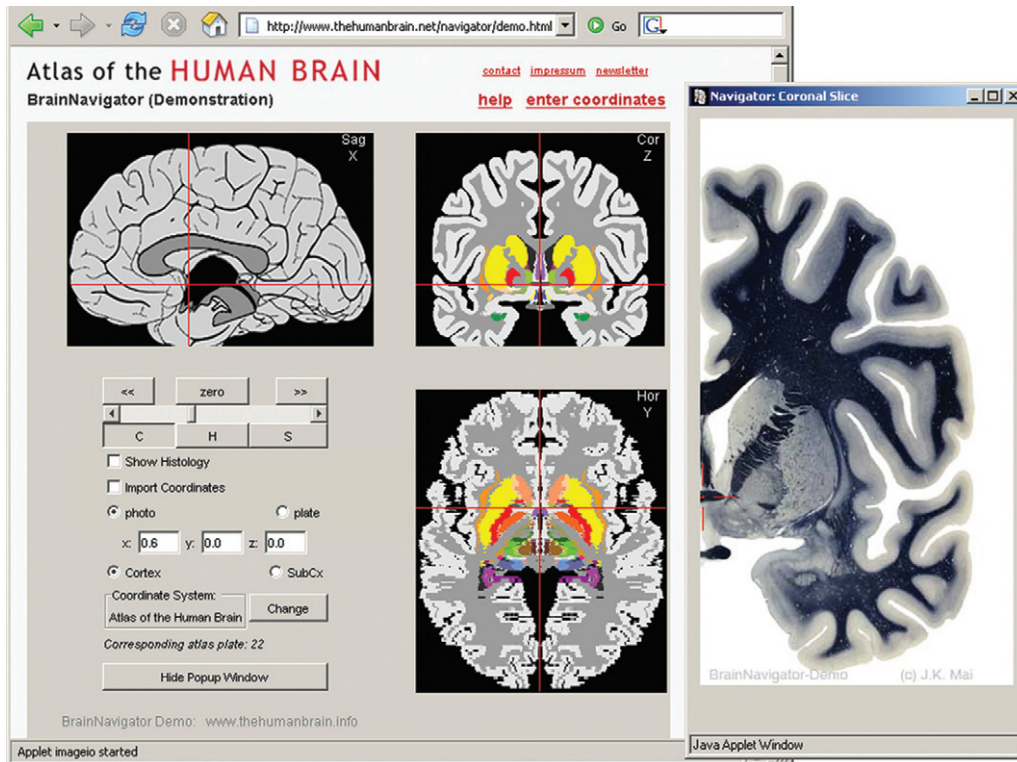 http://www.thehumanbrain.net/navigator/demo.html
Go
G
Atlas of the HUMAN BRAIN
contact impressum newsletter
BrainNavigator (Demonstration)
help enter coordinates
Sag
X
Cor
Z
<< zero >>
C H S
Show Histology
Import Coordinates
photo plate
x: 0.6 y: 0.0 z: 0.0
Cortex SubCx
Coordinate System:
Atlas of the Human Brain Change
Corresponding atlas plate: 22
Hide Popup Window
Hor
Y
BrainNavigator Demo: www.thehumanbrain.info
Applet imageio started
Navigator: Coronal Slice
BrainNavigator-Demo (c) J.K. Mai
Java Applet Window